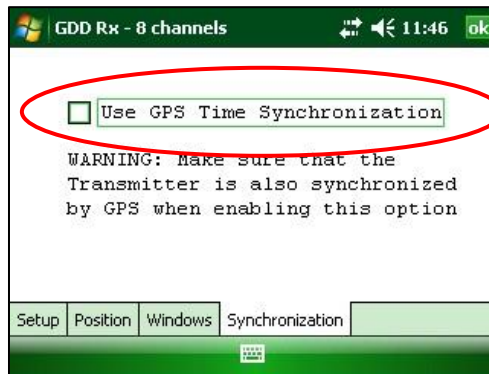 GDD Rx - 8 channels 11:46 ok
Use GPS Time Synchronization
WARNING: Make sure that the
Transmitter is also synchronized
by GPS when enabling this option
Setup Position Windows Synchronization